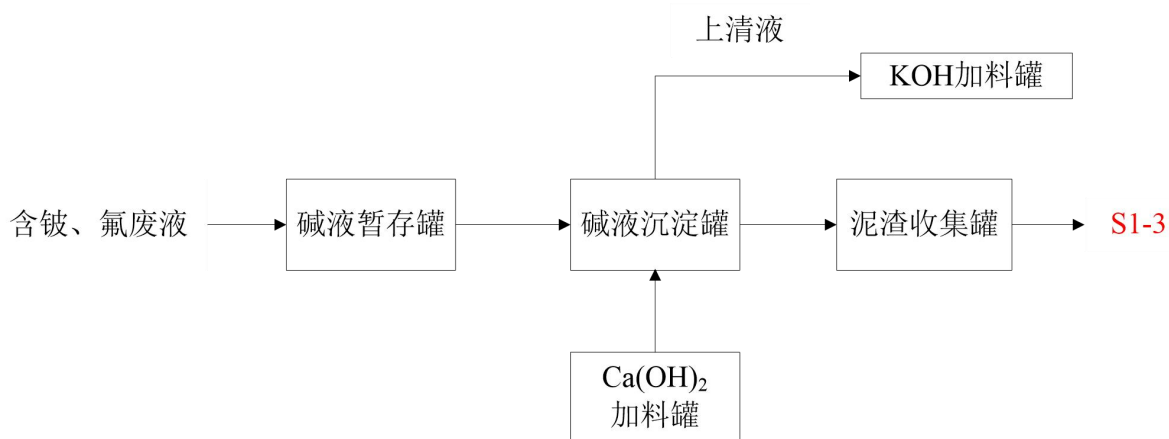 上清液
KOH加料罐
含铍、氟废液
碱液暂存罐
碱液沉淀罐
泥渣收集罐
S1-3
Ca(OH)₂
加料罐